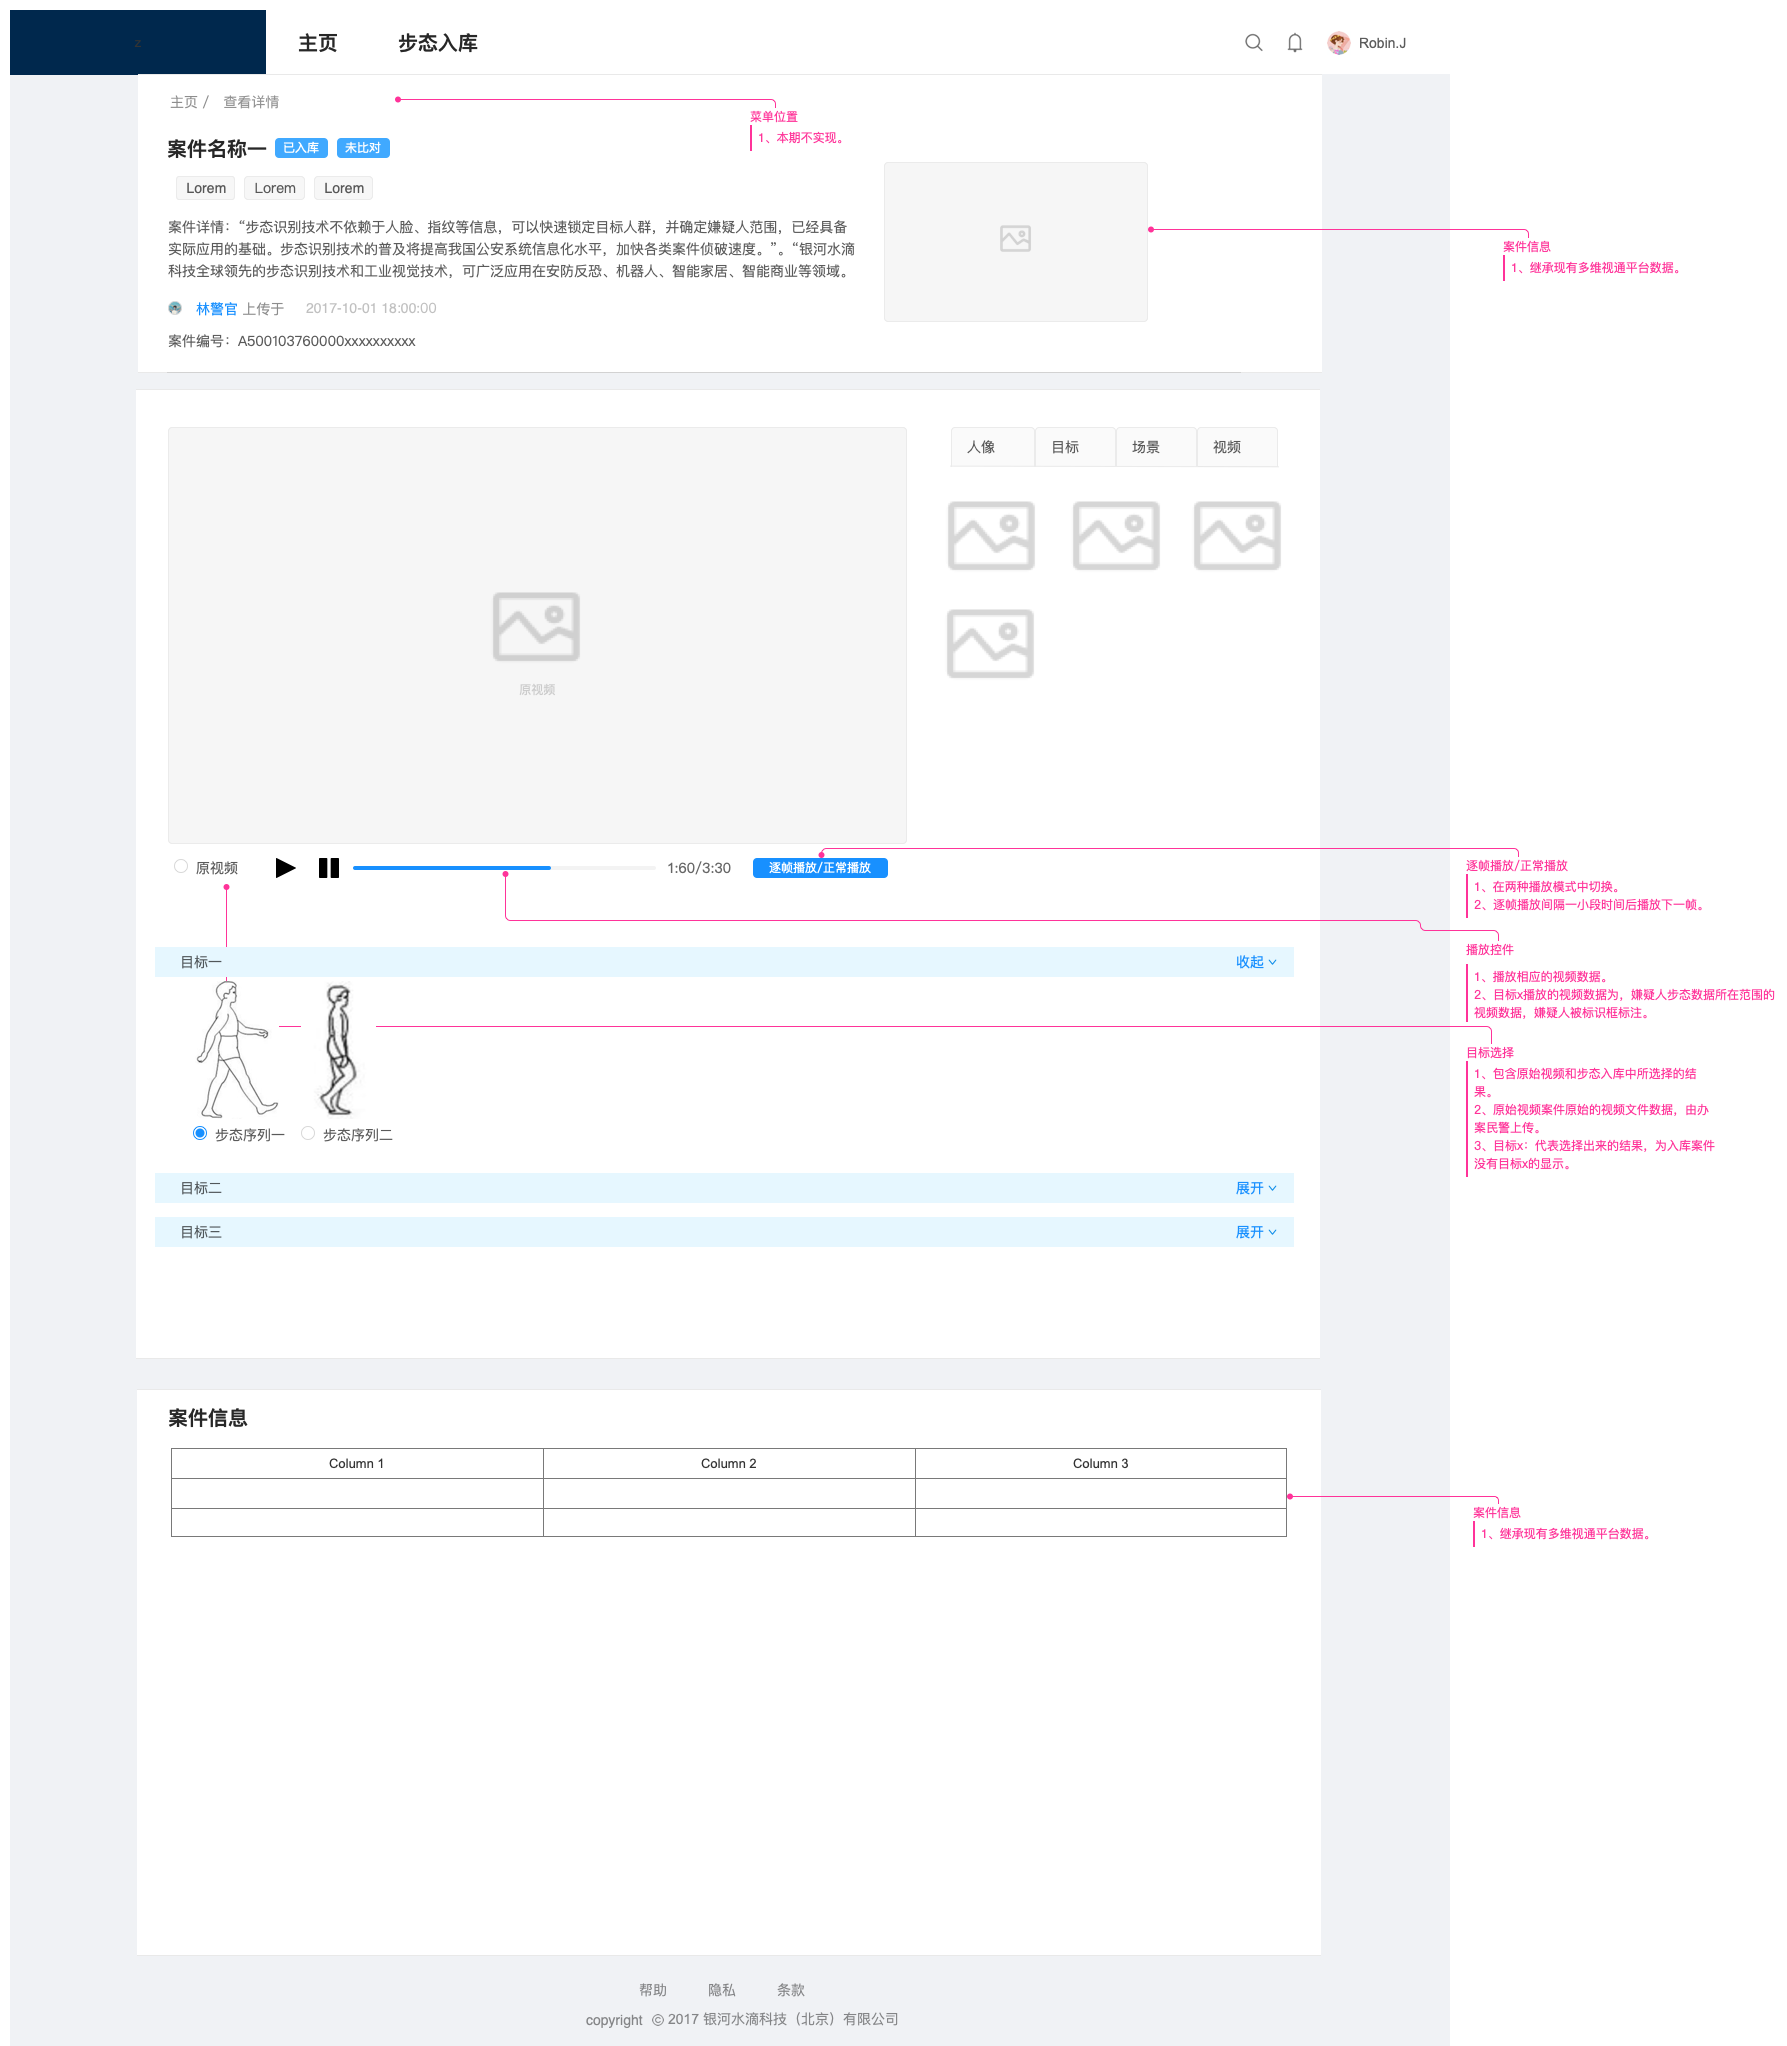 z
主页
步态入库
Robin.J
主页 /
查看详情
菜单位置
1、本期不实现。
案件名称一
已入库
未比对
Lorem
Lorem
Lorem
案件详情：“步态识别技术不依赖于人脸、指纹等信息，可以快速锁定目标人群，并确定嫌疑人范围，已经具备
实际应用的基础。步态识别技术的普及将提高我国公安系统信息化水平，加快各类案件侦破速度。”。“银河水滴
科技全球领先的步态识别技术和工业视觉技术，可广泛应用在安防反恐、机器人、智能家居、智能商业等领域。
案件信息
1、继承现有多维视通平台数据。
林警官 上传于
2017-10-01 18:00:00
案件编号：A500103760000xxxxxxxxxx
人像
目标
场景
视频
原视频
原视频
1:60/3:30
逐帧播放/正常播放
逐帧播放/正常播放
1、在两种播放模式中切换。
2、逐帧播放间隔一小段时间后播放下一帧。
播放控件
1、播放相应的视频数据。
2、目标x播放的视频数据为，嫌疑人步态数据所在范围的
视频数据，嫌疑人被标识框标注。
目标一
收起
目标选择
1、包含原始视频和步态入库中所选择的结
果。
2、原始视频案件原始的视频文件数据，由办
案民警上传。
3、目标x：代表选择出来的结果，为入库案件
没有目标x的显示。
步态序列一
步态序列二
目标二
展开
目标三
展开
案件信息
Column 1
Column 2
Column 3
案件信息
1、继承现有多维视通平台数据。
帮助
隐私
条款
copyright © 2017 银河水滴科技（北京）有限公司